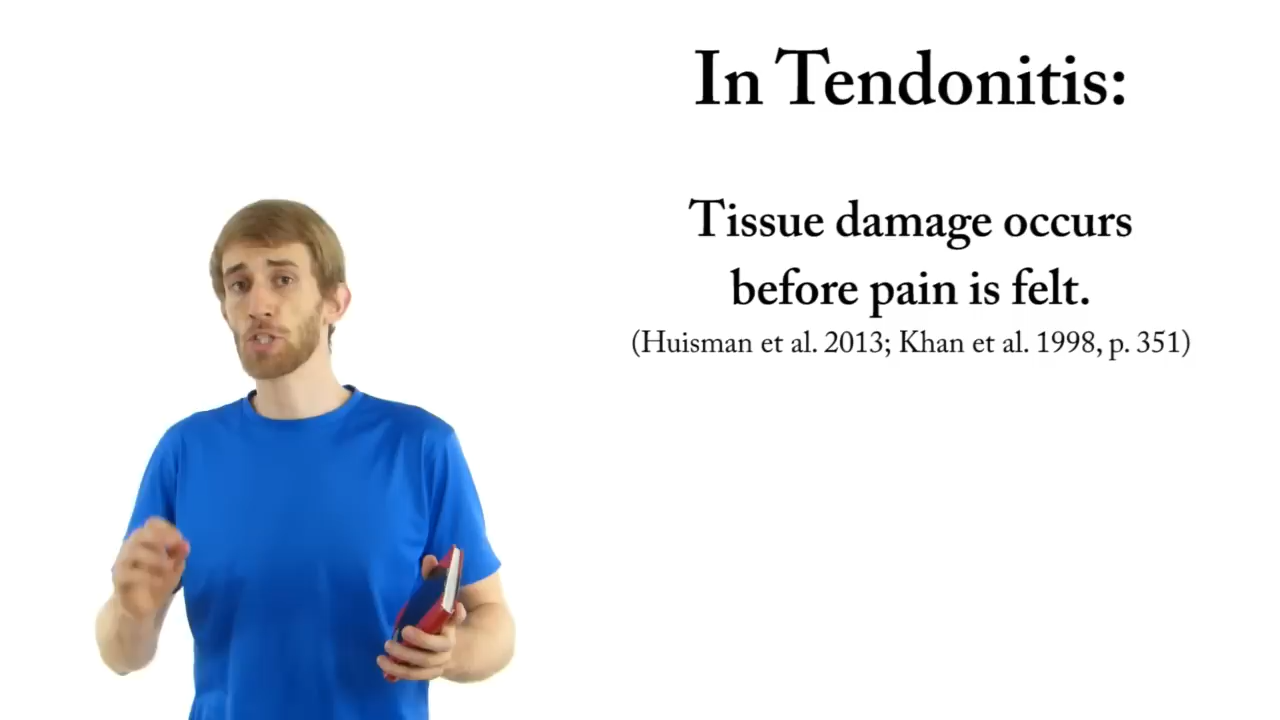 In Tendonitis:
Tissue damage occurs
before pain is felt.
(Huisman et al. 2013; Khan et al. 1998, p. 351)